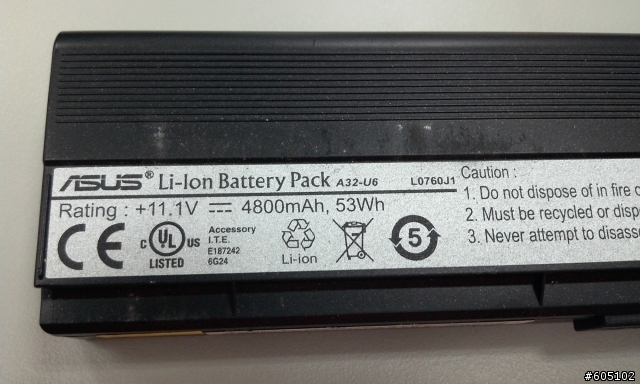 ASUS® Li-Ion Battery Pack A32-U6 L0760J1
Rating : +11.1V 4800mAh, 53Wh
CE
c UL US
LISTED
Accessory
I.T.E.
E187242
6G24
Li-ion
5
Caution :
1. Do not dispose of in fire
2. Must be recycled or
3. Never attempt to
#605102